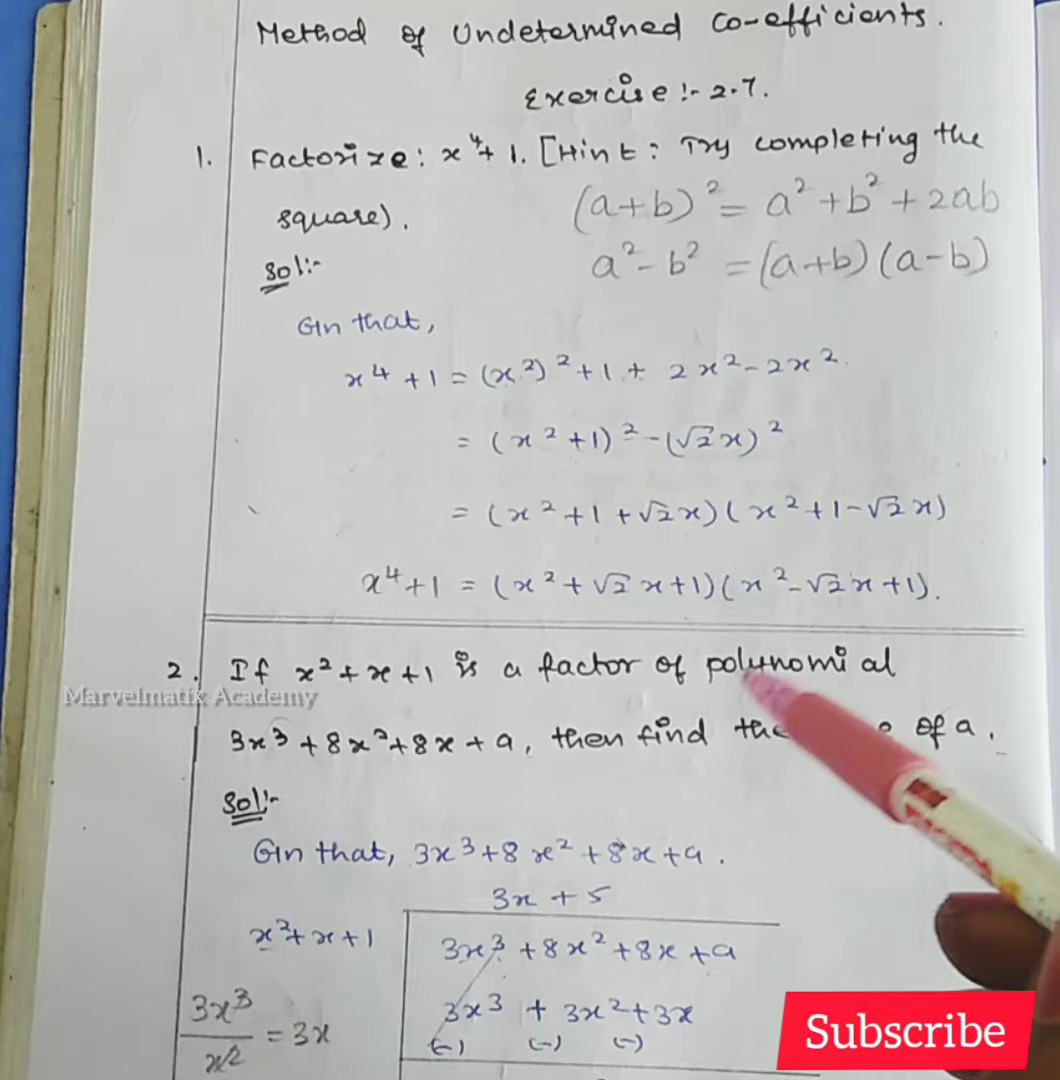 Method of Undetermined Co-efficients.
Exercise :- 2.7.
1. Factorize: x⁴+1. [Hint: Try completing the
square).
(a+b)² = a²+b²+2ab
a²-b² = (a+b)(a-b)
Sol:-
Gn that,
x⁴+1 = (x²)²+1+2x²-2x².
= (x²+1)²-(√2x)²
= (x²+1+√2x)(x²+1-√2x)
x⁴+1 = (x²+√2x+1)(x²-√2x+1).
2. If x²+x+1 is a factor of polynomial
Marvelmatik Academy
3x³+8x²+8x+a, then find the of a.
Sol:-
Gn that, 3x³+8x²+8x+a.
3x+5
x²+x+1 3x³+8x²+8x+a
3x³+3x²+3x
(-) (-) (-)
3x³/x² = 3x
Subscribe